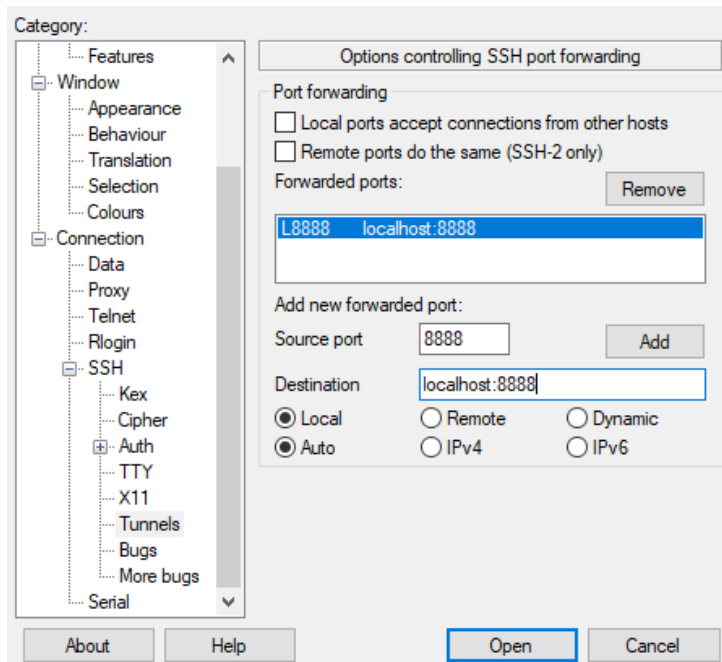 Category:
Features
Window
Appearance
Behaviour
Translation
Selection
Colours
Connection
Data
Proxy
Telnet
Rlogin
SSH
Kex
Cipher
Auth
TTY
X11
Tunnels
Bugs
More bugs
Serial
Options controlling SSH port forwarding
Port forwarding
Local ports accept connections from other hosts
Remote ports do the same (SSH-2 only)
Forwarded ports:
Remove
L8888 localhost:8888
Add new forwarded port:
Source port 8888 Add
Destination localhost:8888
Local Remote Dynamic
Auto IPv4 IPv6
About Help Open Cancel